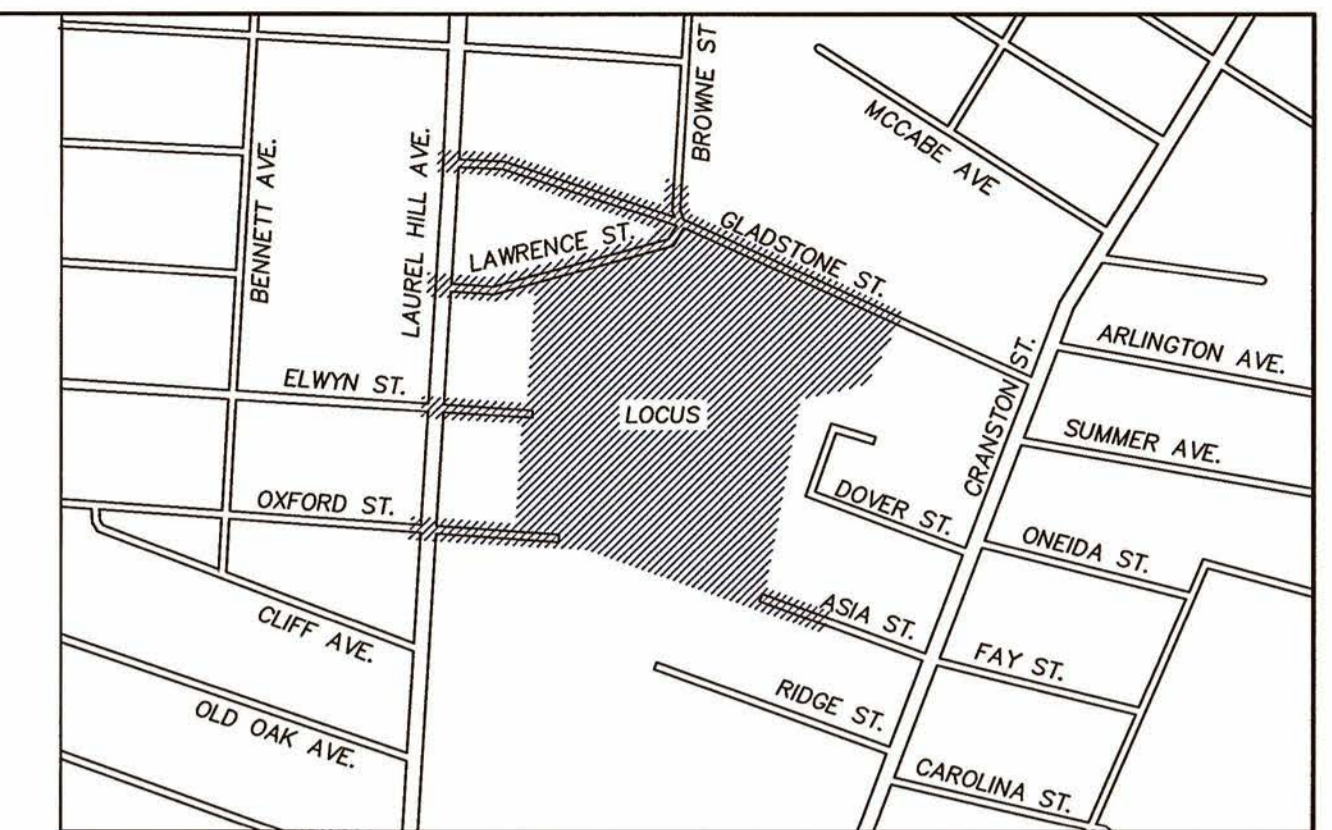 BROWNE ST
MCCABE AVE
BENNETT AVE.
LAUREL HILL AVE.
LAWRENCE ST.
GLADSTONE ST.
ARLINGTON AVE.
ELWYN ST.
LOCUS
CRANSTON ST.
SUMMER AVE.
OXFORD ST.
DOVER ST.
ONEIDA ST.
CLIFF AVE.
ASIA ST.
FAY ST.
OLD OAK AVE.
RIDGE ST.
CAROLINA ST.